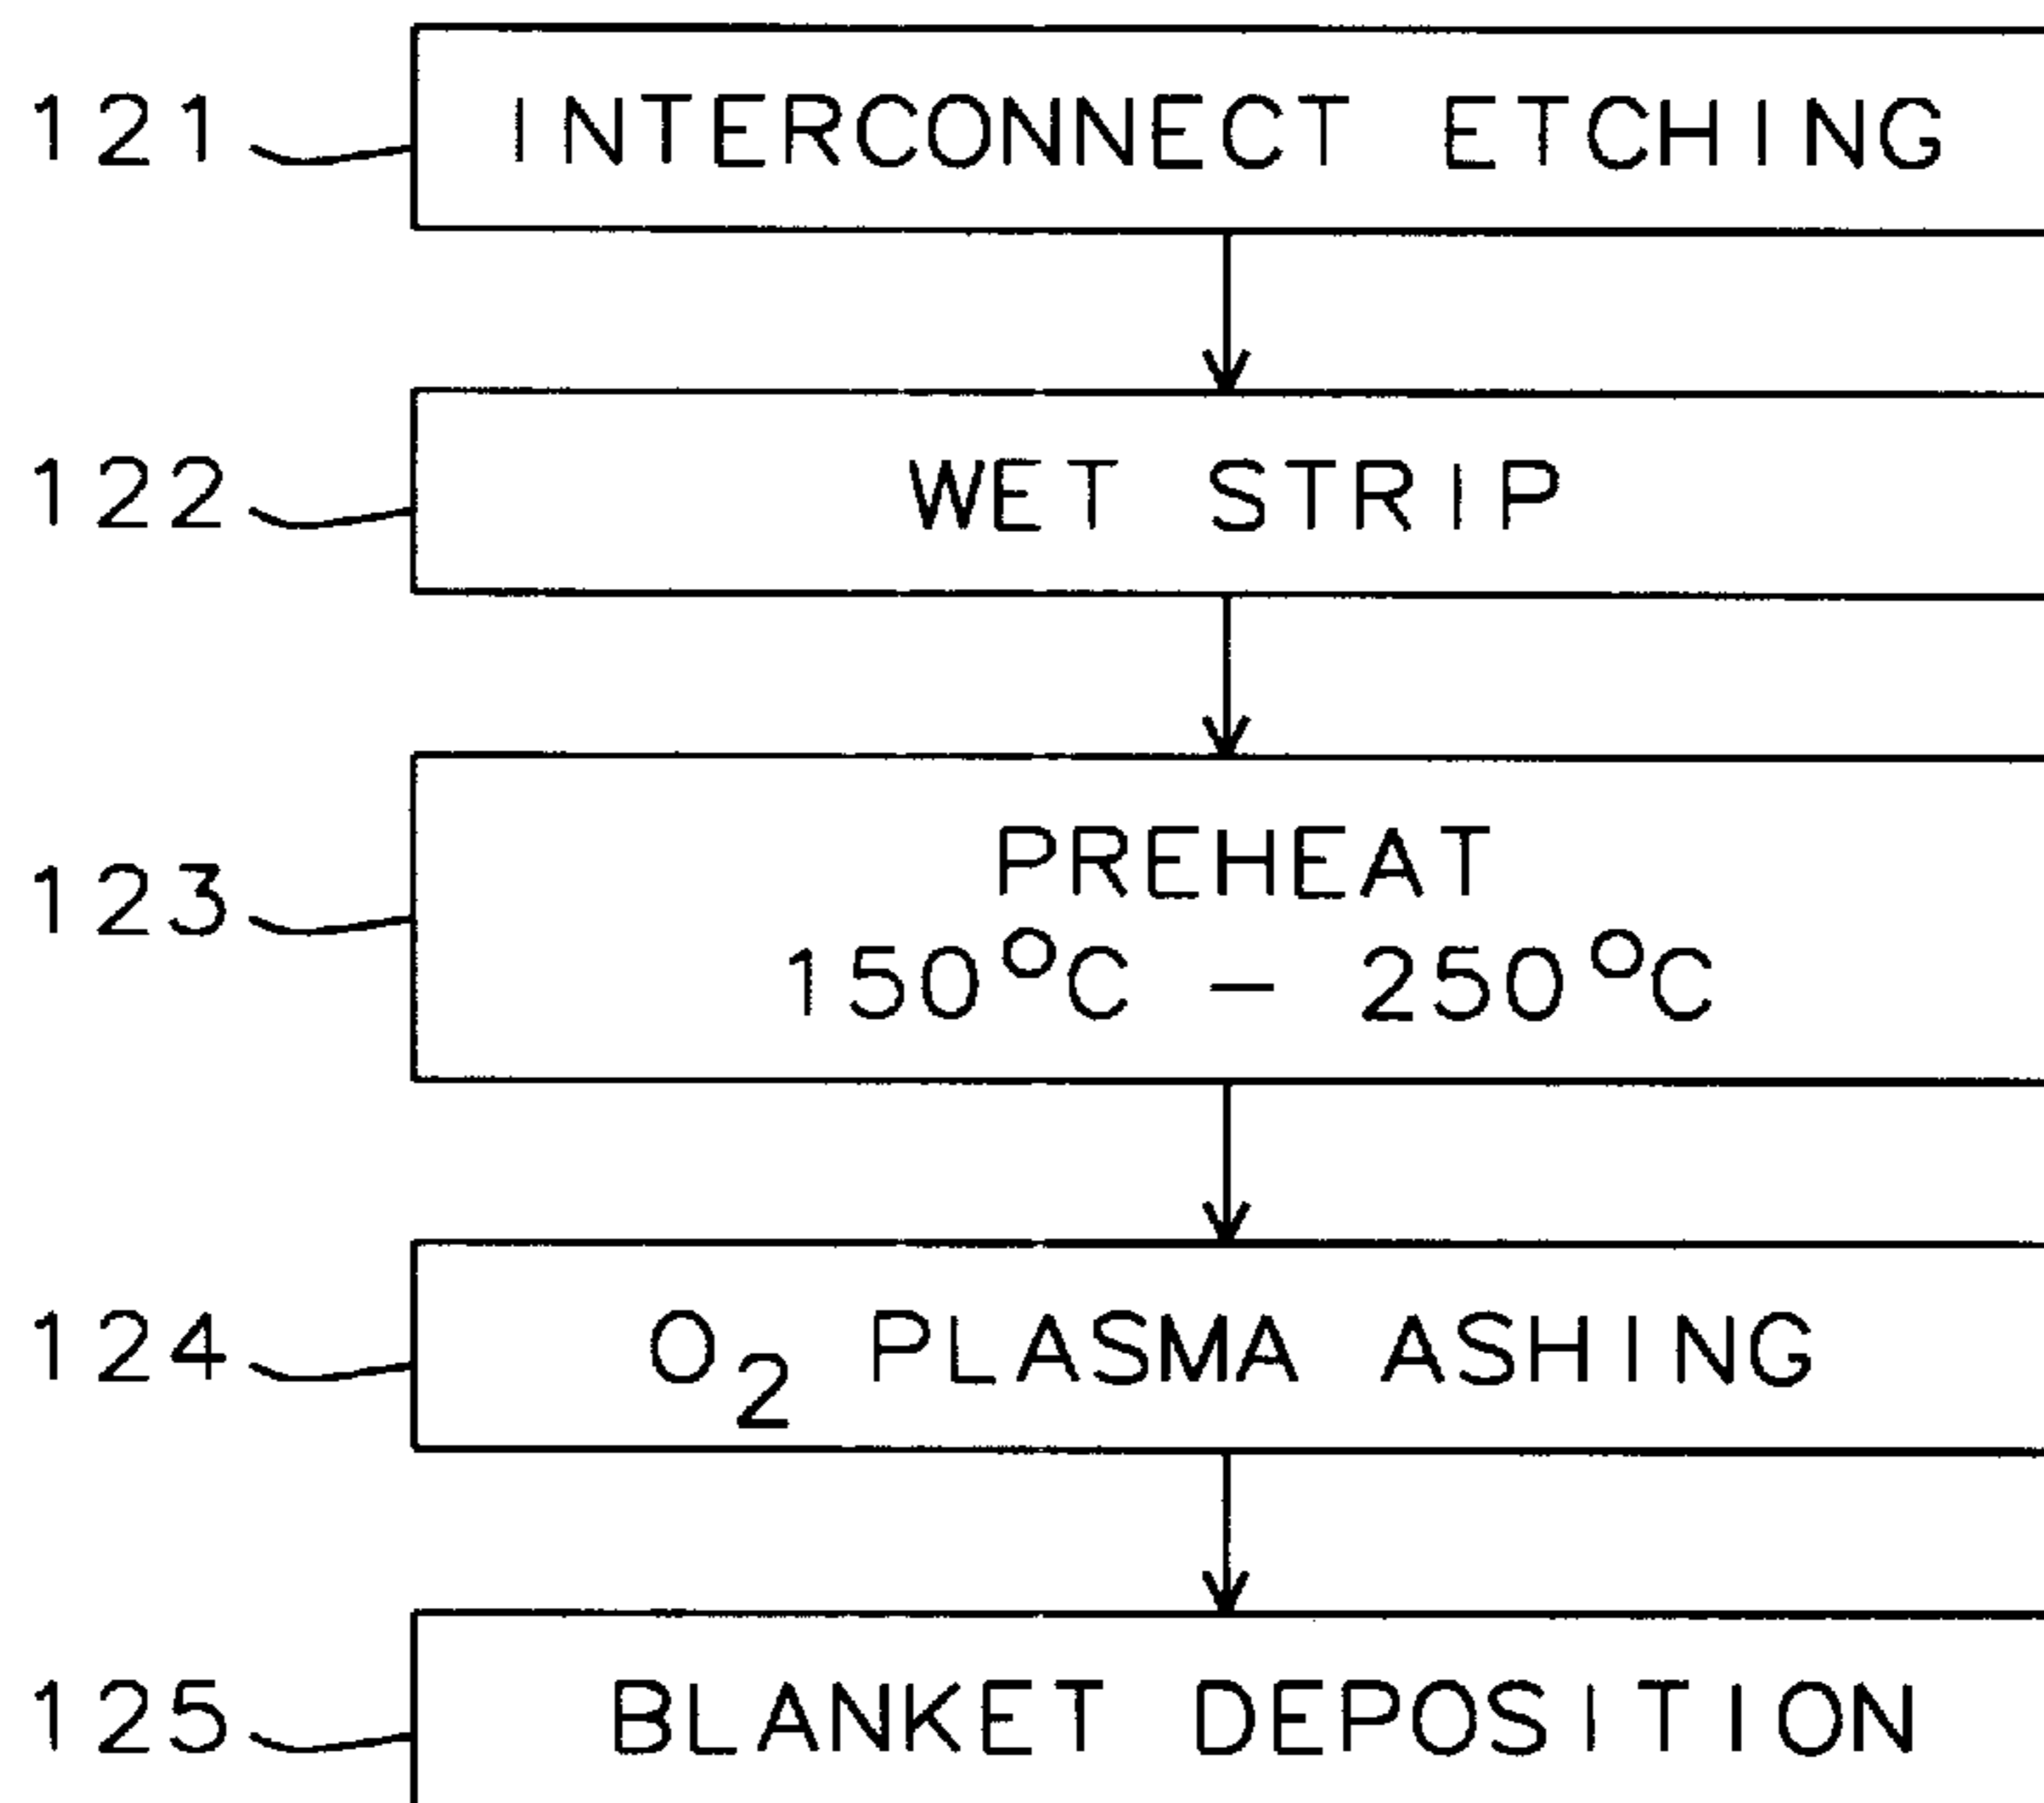 121 INTERCONNECT ETCHING
122 WET STRIP
123 PREHEAT
150°C - 250°C
124 O₂ PLASMA ASHING
125 BLANKET DEPOSITION